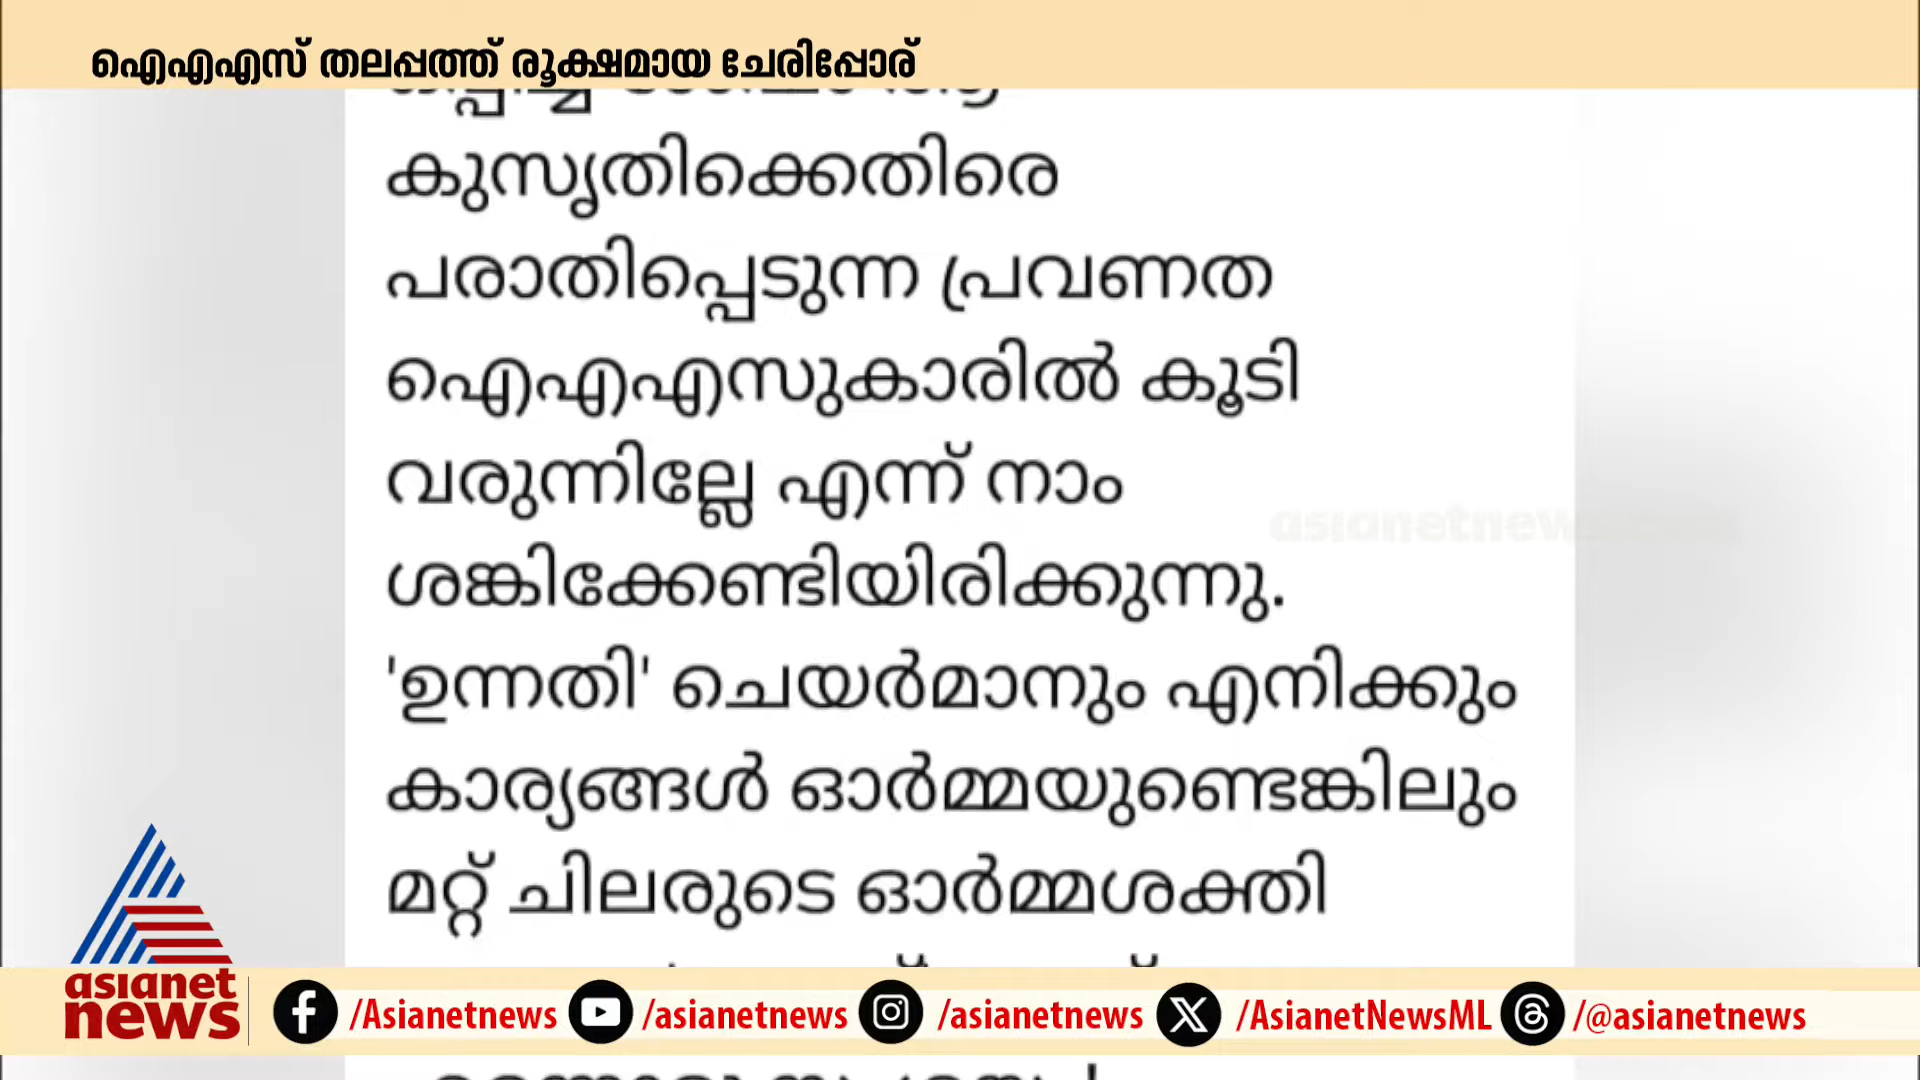 ഐഎഎസ് തലപ്പത്ത് രൂക്ഷമായ ചേരിപ്പോര്
കുസൃതിക്കെതിരെ
പരാതിപ്പെടുന്ന പ്രവണത
ഐഎഎസുകാരിൽ കൂടി
വരുന്നില്ലേ എന്ന് നാം
ശങ്കിക്കേണ്ടിയിരിക്കുന്നു.
'ഉന്നതി' ചെയർമാനും എനിക്കും
കാര്യങ്ങൾ ഓർമ്മയുണ്ടെങ്കിലും
മറ്റ് ചിലരുടെ ഓർമ്മശക്തി
asianet
news
/Asianetnews /asianetnews /asianetnews /AsianetNewsML /@asianetnews